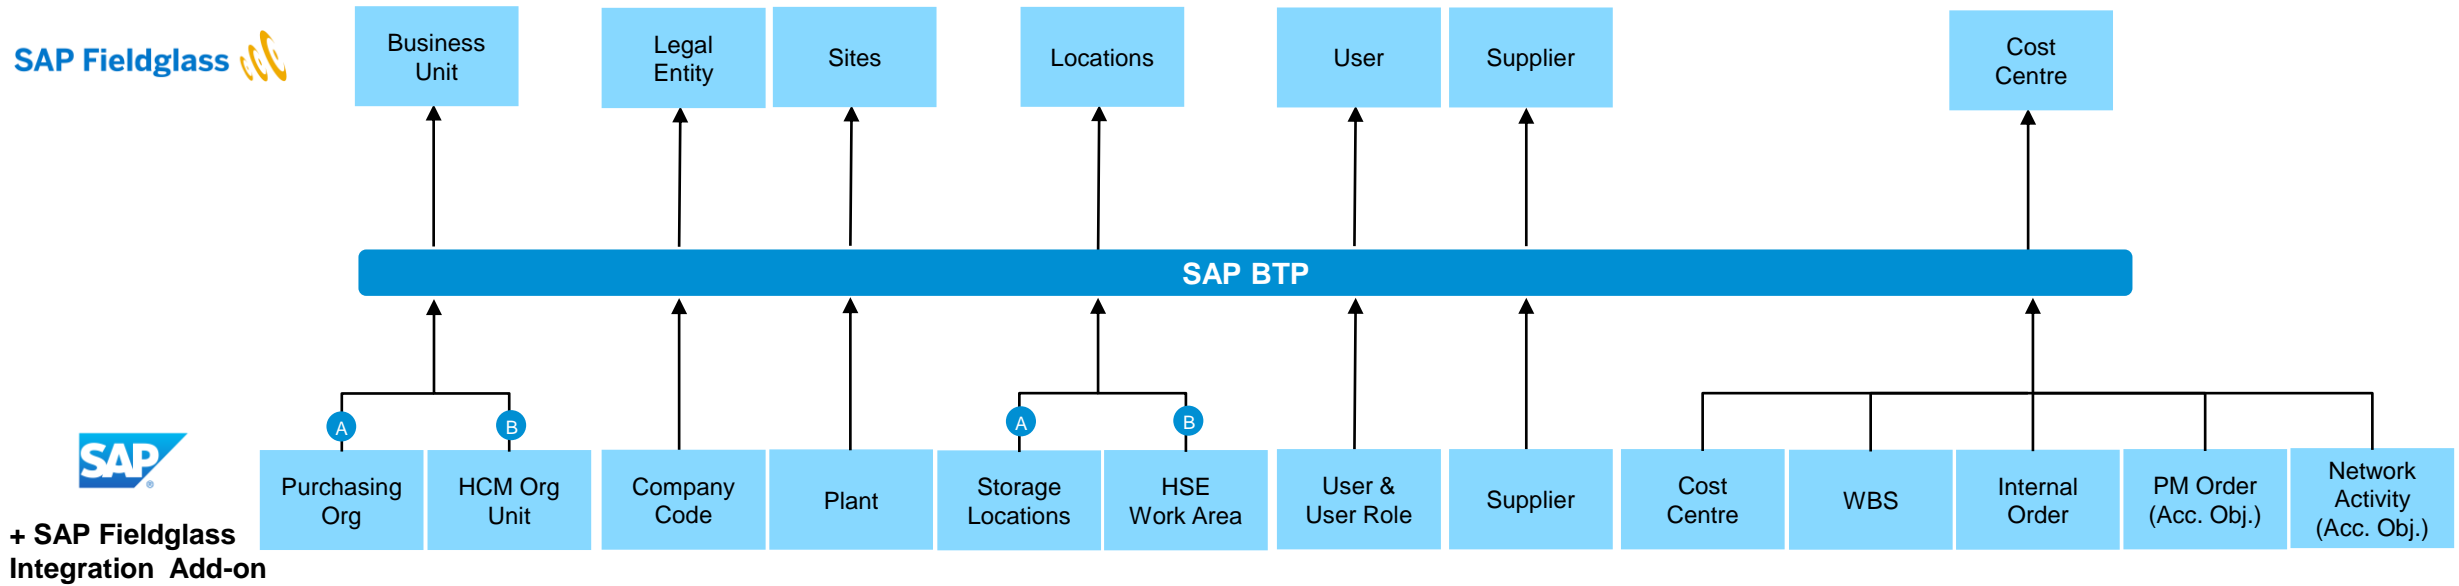 SAP Fieldglass
Business
Unit
Legal
Entity
Sites
Locations
User
Supplier
Cost
Centre
SAP BTP
A
B
A
B
SAP
®
+ SAP Fieldglass
Integration Add-on
Purchasing
Org
HCM Org
Unit
Company
Code
Plant
Storage
Locations
HSE
Work Area
User &
User Role
Supplier
Cost
Centre
WBS
Internal
Order
PM Order
(Acc. Obj.)
Network
Activity
(Acc. Obj.)